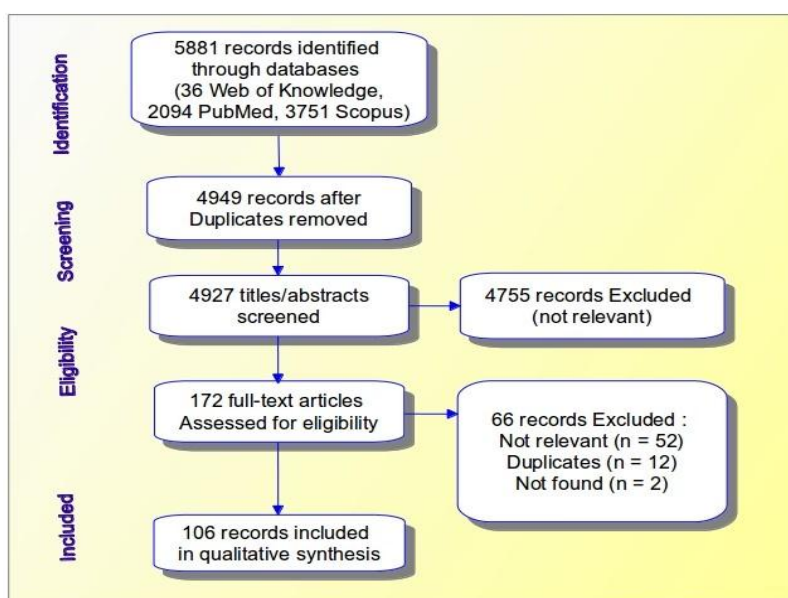 Identification
5881 records identified
through databases
(36 Web of Knowledge,
2094 PubMed, 3751 Scopus)
Screening
4949 records after
Duplicates removed
4927 titles/abstracts
screened
4755 records Excluded
(not relevant)
Eligibility
172 full-text articles
Assessed for eligibility
66 records Excluded :
Not relevant (n = 52)
Duplicates (n = 12)
Not found (n = 2)
Included
106 records included
in qualitative synthesis